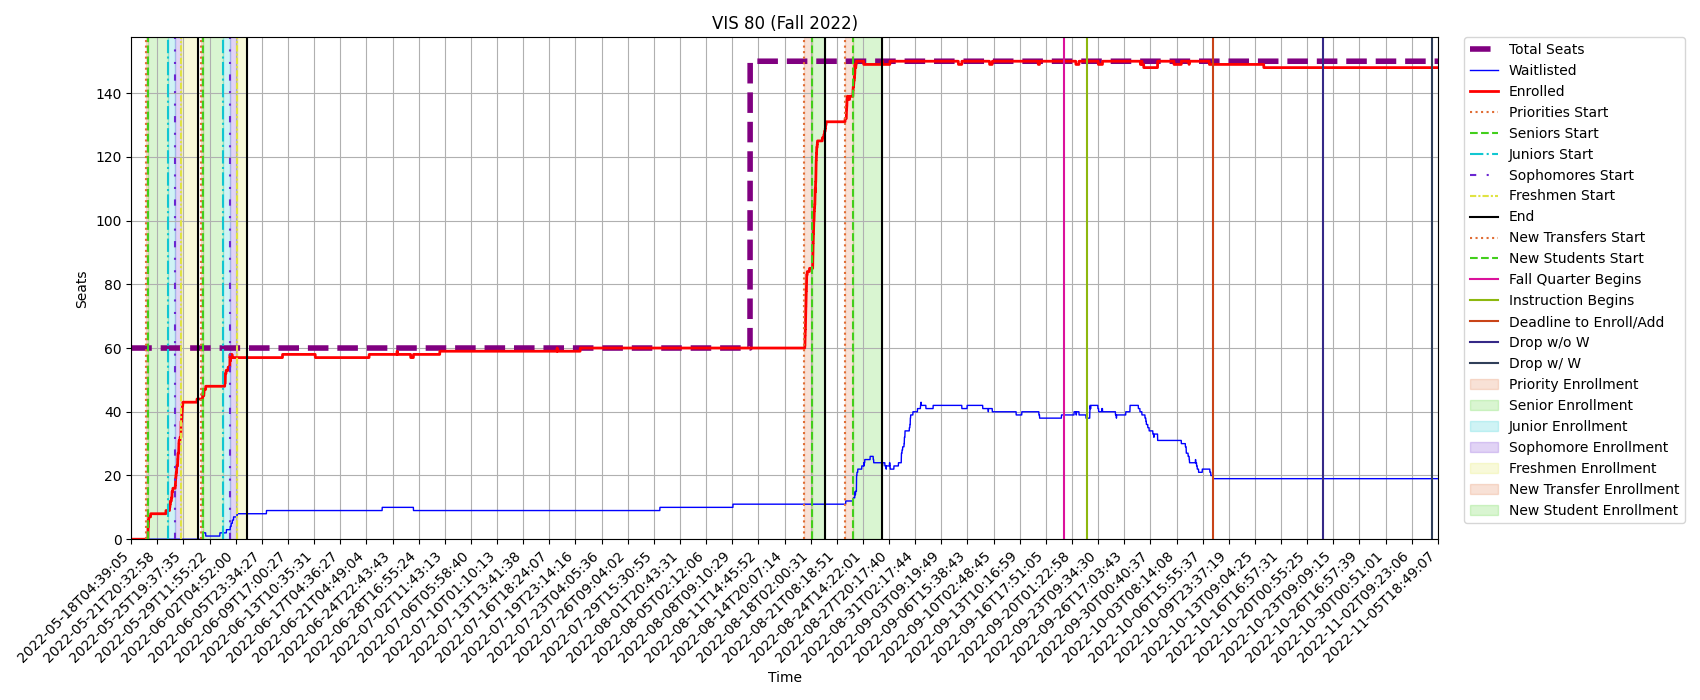 VIS 80 (Fall 2022)
Seats
140
120
100
80
60
40
20
0
2022-05-18T04:39:05
2022-05-21T20:32:58
2022-05-25T19:37:35
2022-05-29T11:55:22
2022-06-02T04:52:00
2022-06-05T23:34:27
2022-06-09T17:00:27
2022-06-13T10:35:31
2022-06-17T04:36:27
2022-06-21T04:49:04
2022-06-24T22:43:43
2022-06-28T16:55:24
2022-07-02T11:43:13
2022-07-06T05:58:40
2022-07-10T01:10:13
2022-07-13T13:41:38
2022-07-16T18:24:07
2022-07-19T23:14:16
2022-07-23T04:05:36
2022-07-26T09:04:02
2022-07-29T15:30:55
2022-08-01T20:43:31
2022-08-05T02:12:06
2022-08-08T09:10:29
2022-08-11T14:45:52
2022-08-14T20:07:14
2022-08-18T02:00:31
2022-08-21T08:18:51
2022-08-24T14:22:01
2022-08-27T20:17:40
2022-08-31T02:17:44
2022-09-03T09:19:49
2022-09-06T15:38:43
2022-09-10T02:48:45
2022-09-13T10:16:59
2022-09-16T17:51:05
2022-09-20T01:22:58
2022-09-23T09:34:30
2022-09-26T17:03:43
2022-09-30T00:40:37
2022-10-03T08:14:08
2022-10-06T15:55:37
2022-10-09T23:37:19
2022-10-13T09:04:25
2022-10-16T16:57:31
2022-10-20T00:55:25
2022-10-23T09:09:15
2022-10-26T16:57:39
2022-10-30T00:51:01
2022-11-02T09:23:06
2022-11-05T18:49:07
Time
Total Seats
Waitlisted
Enrolled
Priorities Start
Seniors Start
Juniors Start
Sophomores Start
Freshmen Start
End
New Transfers Start
New Students Start
Fall Quarter Begins
Instruction Begins
Deadline to Enroll/Add
Drop w/o W
Drop w/ W
Priority Enrollment
Senior Enrollment
Junior Enrollment
Sophomore Enrollment
Freshmen Enrollment
New Transfer Enrollment
New Student Enrollment